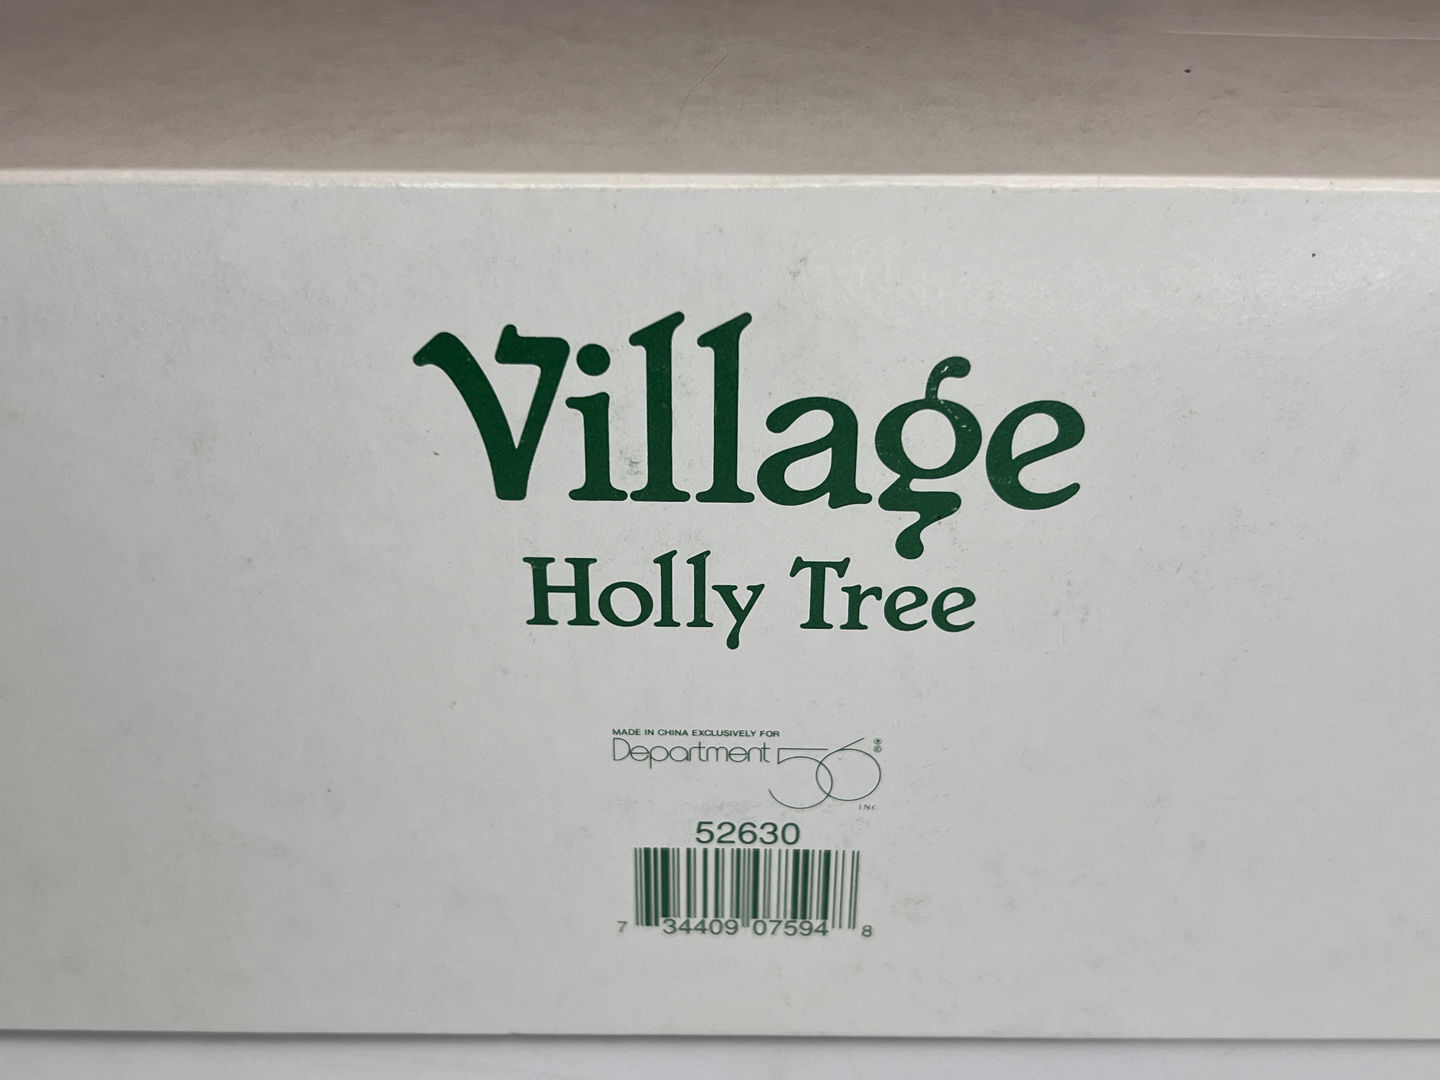 Village
Holly Tree
MADE IN CHINA EXCLUSIVELY FOR
Department 56 ® ©
INC.
52630
7 34409 07594 8